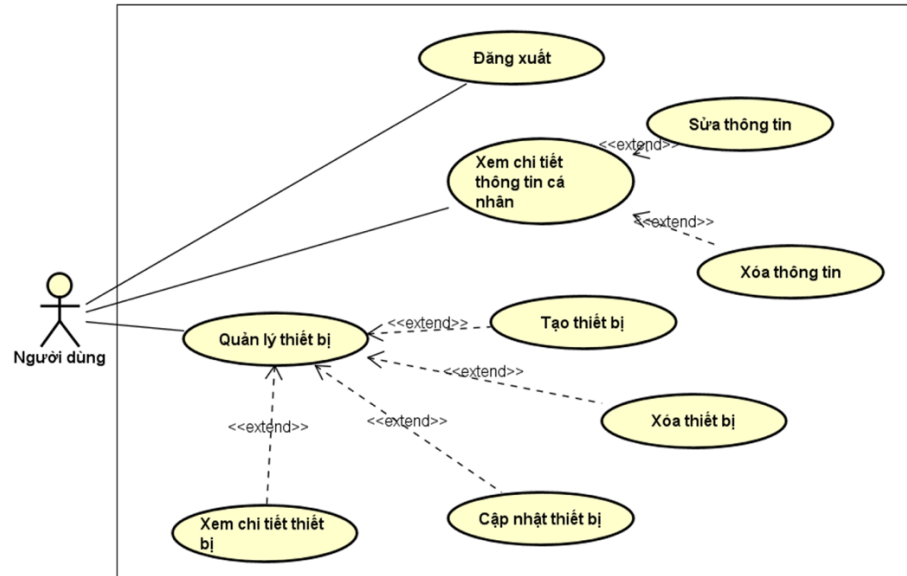 Đăng xuất
Sửa thông tin
<<extend>>
Xem chi tiết
thông tin cá
nhân
<<extend>>
Xóa thông tin
Người dùng
Quản lý thiết bị
<<extend>>
Tạo thiết bị
<<extend>>
Xóa thiết bị
<<extend>>
<<extend>>
Xem chi tiết thiết
bị
Cập nhật thiết bị